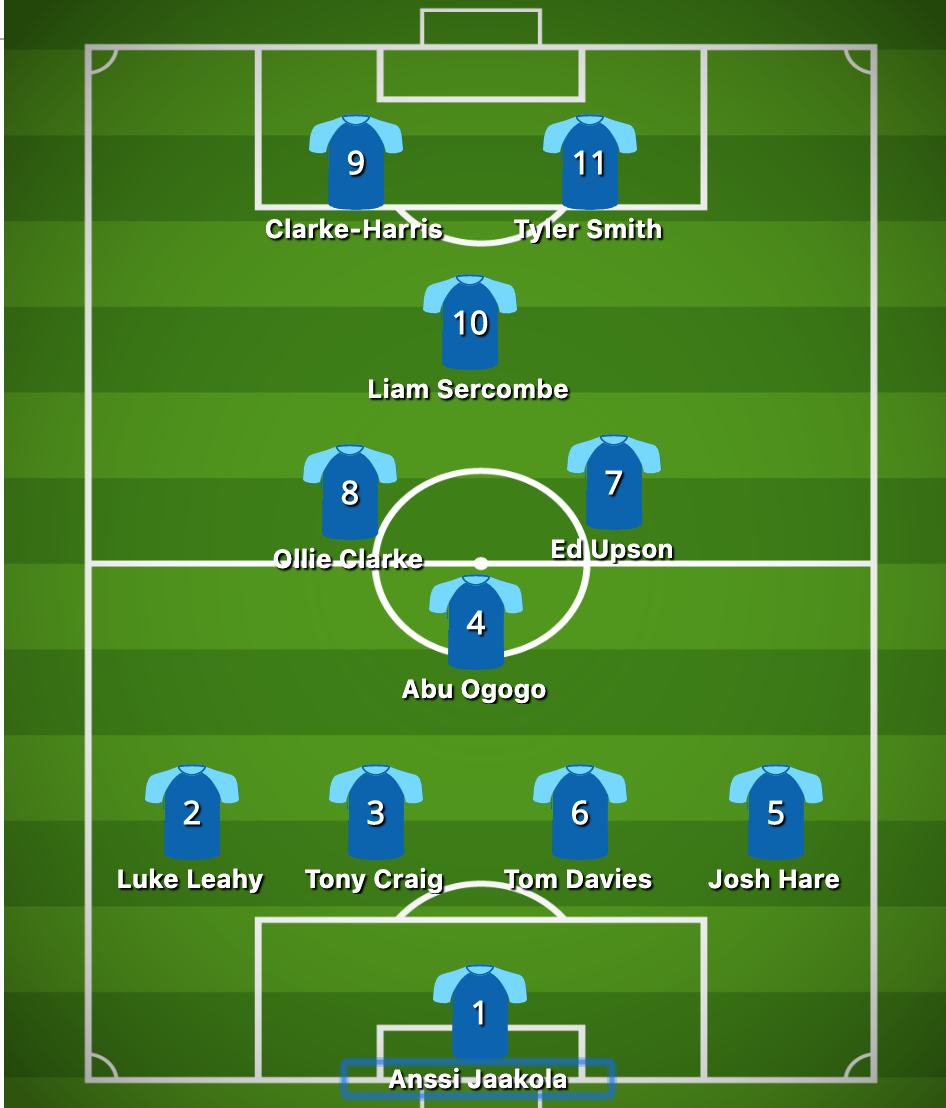 9 11
Clarke-Harris Tyler Smith
10
Liam Sercombe
8 7
Ollie Clarke Ed Upson
4
Abu Ogogo
2 3 6 5
Luke Leahy Tony Craig Tom Davies Josh Hare
1
Anssi Jaakola